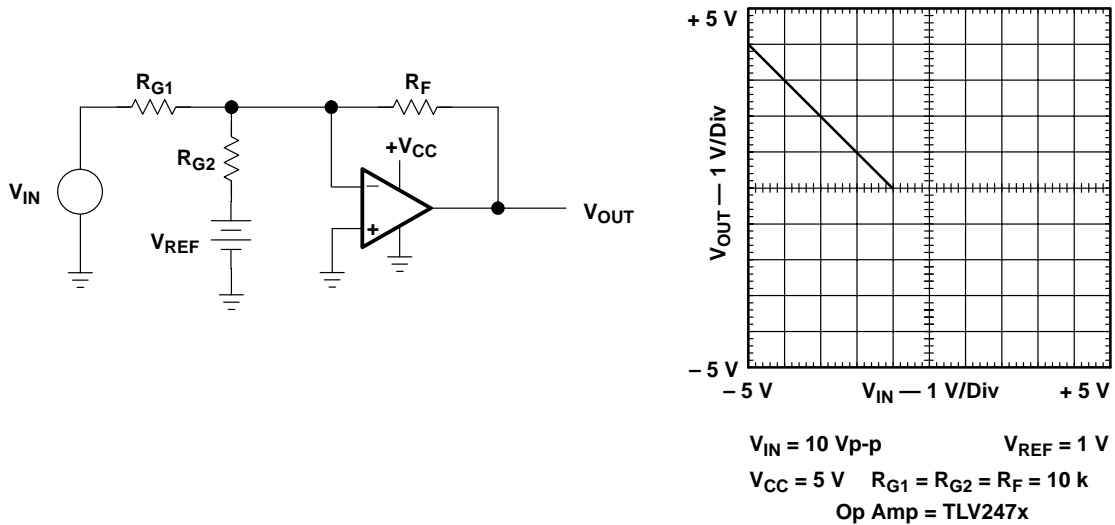 R_G1
R_F
R_G2
+V_CC
V_IN
V_REF
V_OUT
–
+
+ 5 V
V_OUT — 1 V/Div
– 5 V
– 5 V V_IN — 1 V/Div + 5 V
V_IN = 10 Vp-p V_REF = 1 V
V_CC = 5 V R_G1 = R_G2 = R_F = 10 k
Op Amp = TLV247x